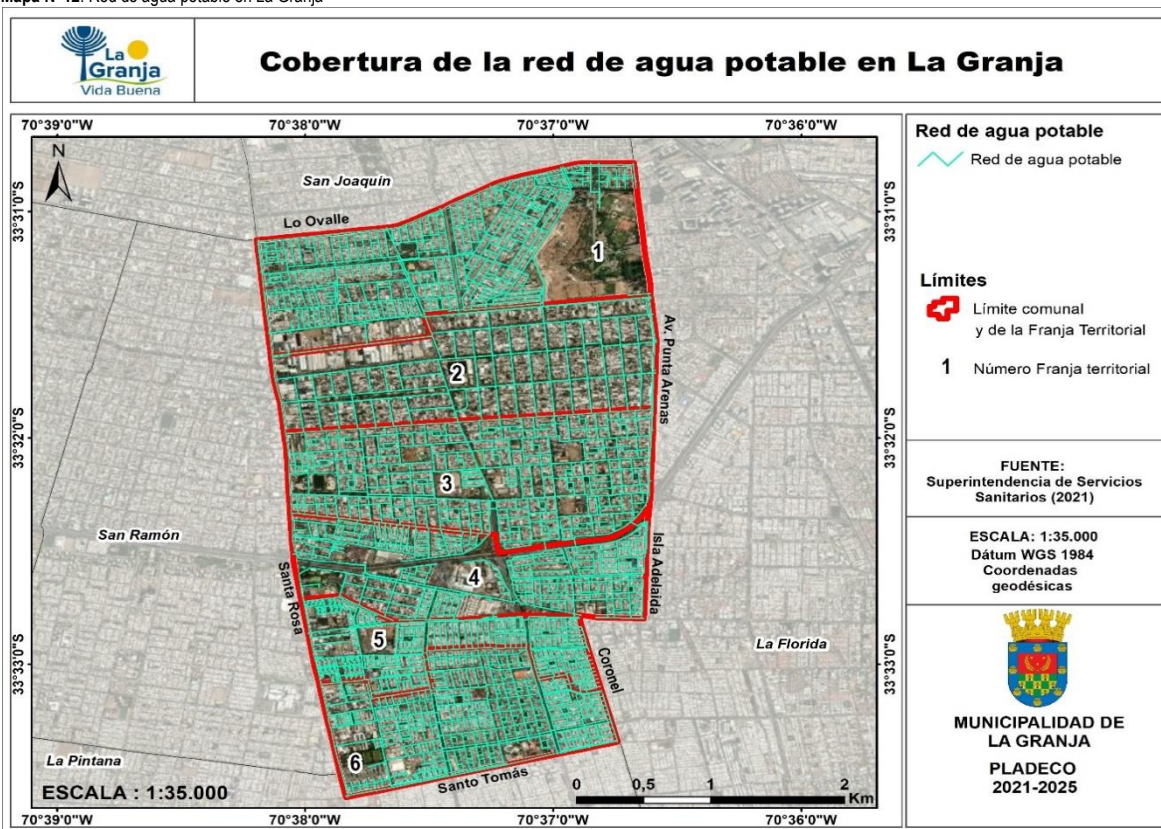 Mapa N°12: Red de agua potable en La Granja
La
Granja
Vida Buena
Cobertura de la red de agua potable en La Granja
70°39'0"W
70°38'0"W
70°37'0"W
70°36'0"W
N
San Joaquín
Lo Ovalle
33°31'0"S
33°31'0"S
1
Av. Punta Arenas
2
33°32'0"S
33°32'0"S
3
San Ramón
4
Isla Adelaida
Santa Rosa
5
La Florida
Coronel
33°33'0"S
33°33'0"S
6
La Pintana
Santo Tomás
ESCALA : 1:35.000
0 0,5 1 2
Km
70°39'0"W
70°38'0"W
70°37'0"W
70°36'0"W
Red de agua potable
Red de agua potable
Límites
Límite comunal
y de la Franja Territorial
1 Número Franja territorial
FUENTE:
Superintendencia de Servicios
Sanitarios (2021)
ESCALA: 1:35.000
Dátum WGS 1984
Coordenadas
geodésicas
MUNICIPALIDAD DE
LA GRANJA
PLADECO
2021-2025